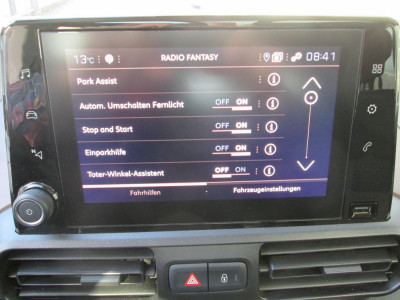 13°C RADIO FANTASY 08:41
Park Assist
Autom. Umschalten Fernlicht OFF ON
Stop and Start OFF ON
Einparkhilfe OFF ON
Toter-Winkel-Assistent OFF ON
Fahrhilfen Fahrzeugeinstellungen